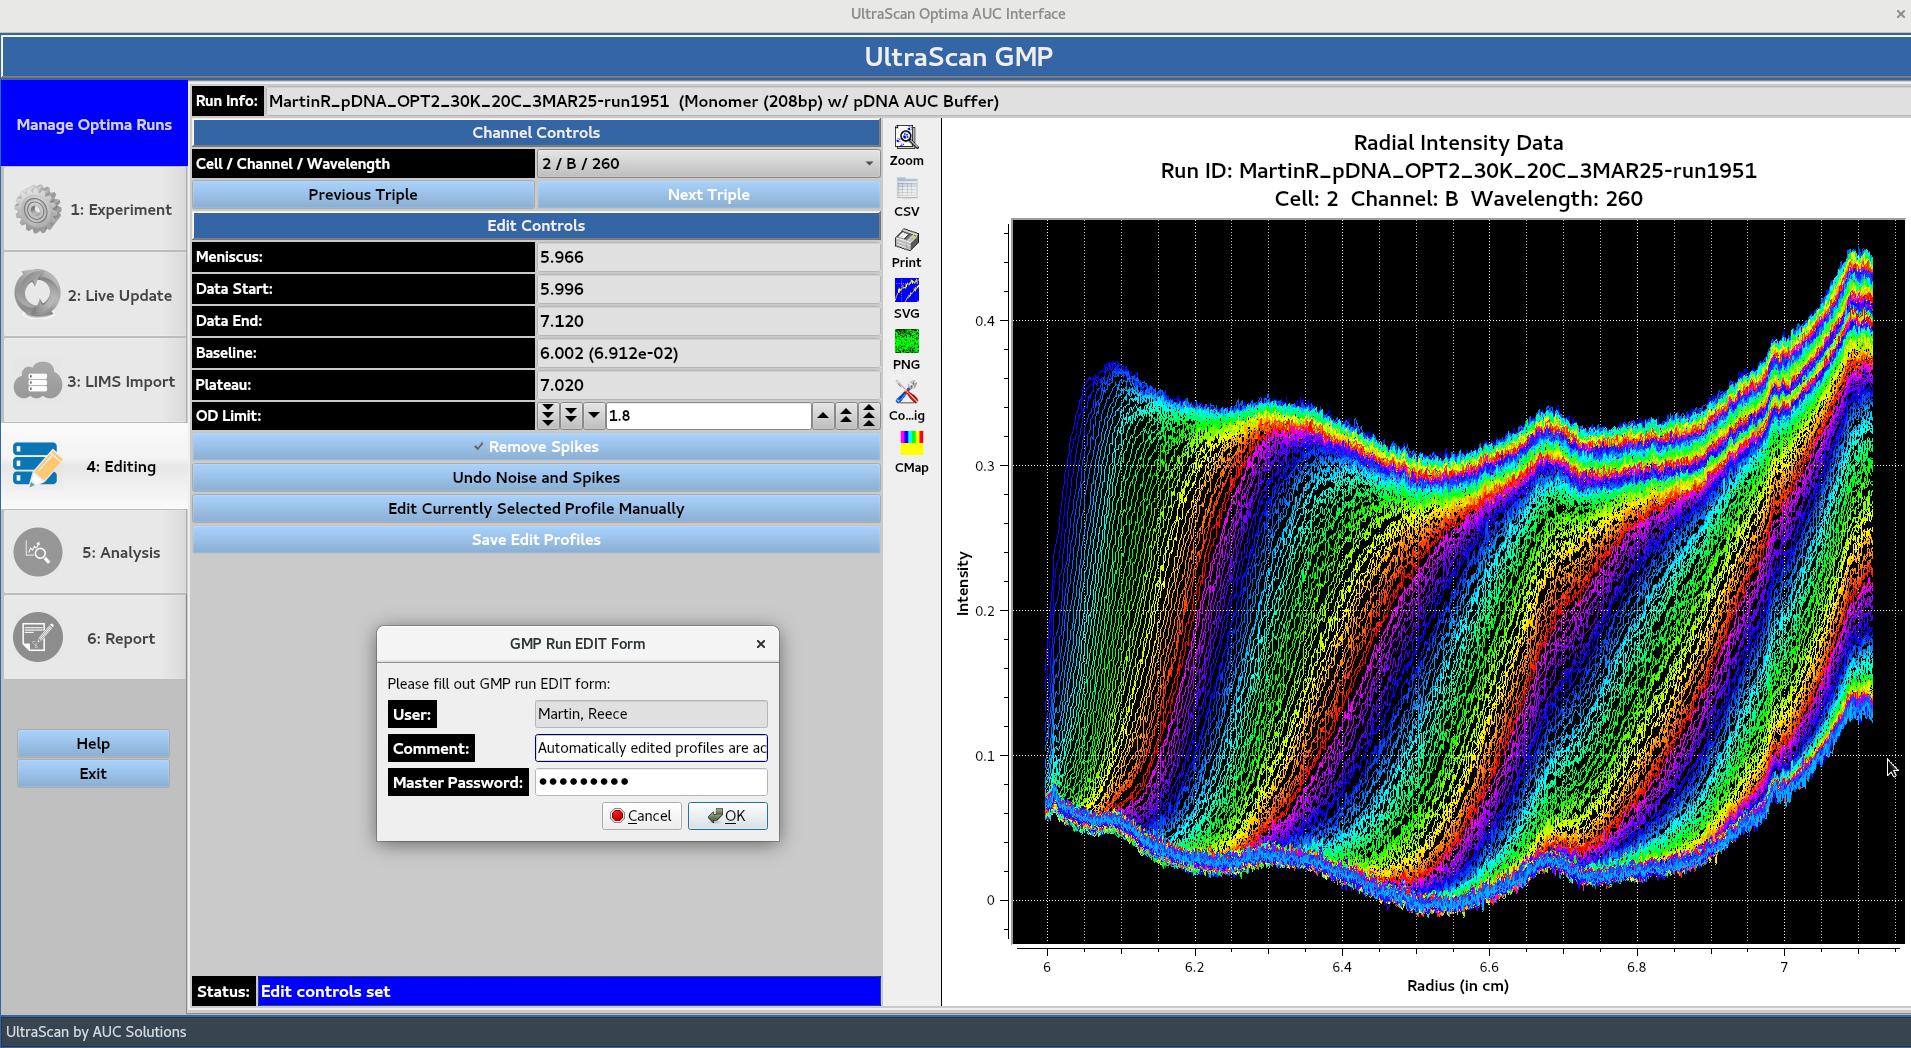 UltraScan Optima AUC Interface
UltraScan GMP
Manage Optima Runs
1: Experiment
2: Live Update
3: LIMS Import
4: Editing
5: Analysis
6: Report
Help
Exit
Run Info: MartinR_pDNA_OPT2_30K_20C_3MAR25-run1951 (Monomer (208bp) w/ pDNA AUC Buffer)
Channel Controls
Cell / Channel / Wavelength 2 / B / 260
Previous Triple Next Triple
Edit Controls
Meniscus: 5.966
Data Start: 5.996
Data End: 7.120
Baseline: 6.002 (6.912e-02)
Plateau: 7.020
OD Limit: 1.8
Remove Spikes
Undo Noise and Spikes
Edit Currently Selected Profile Manually
Save Edit Profiles
GMP Run EDIT Form
Please fill out GMP run EDIT form:
User: Martin, Reece
Comment: Automatically edited profiles are ac
Master Password: ●●●●●●●●●
Cancel OK
Status: Edit controls set
Zoom
CSV
Print
SVG
PNG
Co...ig
CMap
Radial Intensity Data
Run ID: MartinR_pDNA_OPT2_30K_20C_3MAR25-run1951
Cell: 2 Channel: B Wavelength: 260
Intensity
0.4
0.3
0.2
0.1
0
6 6.2 6.4 6.6 6.8 7
Radius (in cm)
UltraScan by AUC Solutions